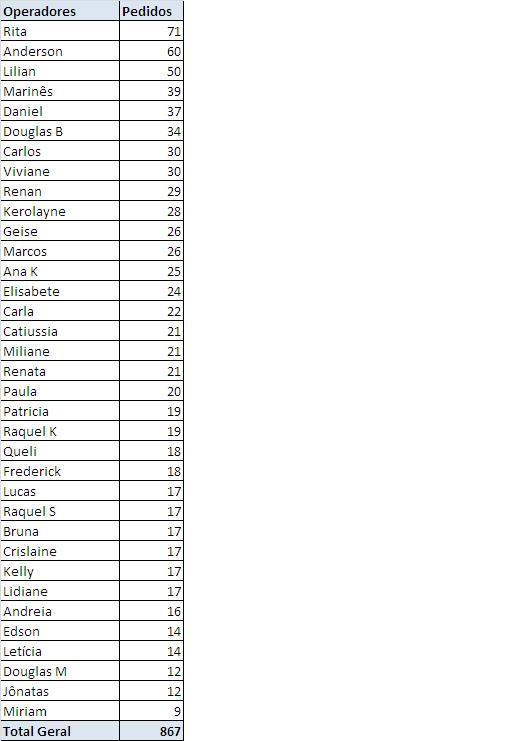 Operadores Pedidos
Rita 71
Anderson 60
Lilian 50
Marinês 39
Daniel 37
Douglas B 34
Carlos 30
Viviane 30
Renan 29
Kerolayne 28
Geise 26
Marcos 26
Ana K 25
Elisabete 24
Carla 22
Catiussia 21
Miliane 21
Renata 21
Paula 20
Patricia 19
Raquel K 19
Queli 18
Frederick 18
Lucas 17
Raquel S 17
Bruna 17
Crislaine 17
Kelly 17
Lidiane 17
Andreia 16
Edson 14
Letícia 14
Douglas M 12
Jônatas 12
Miriam 9
Total Geral 867